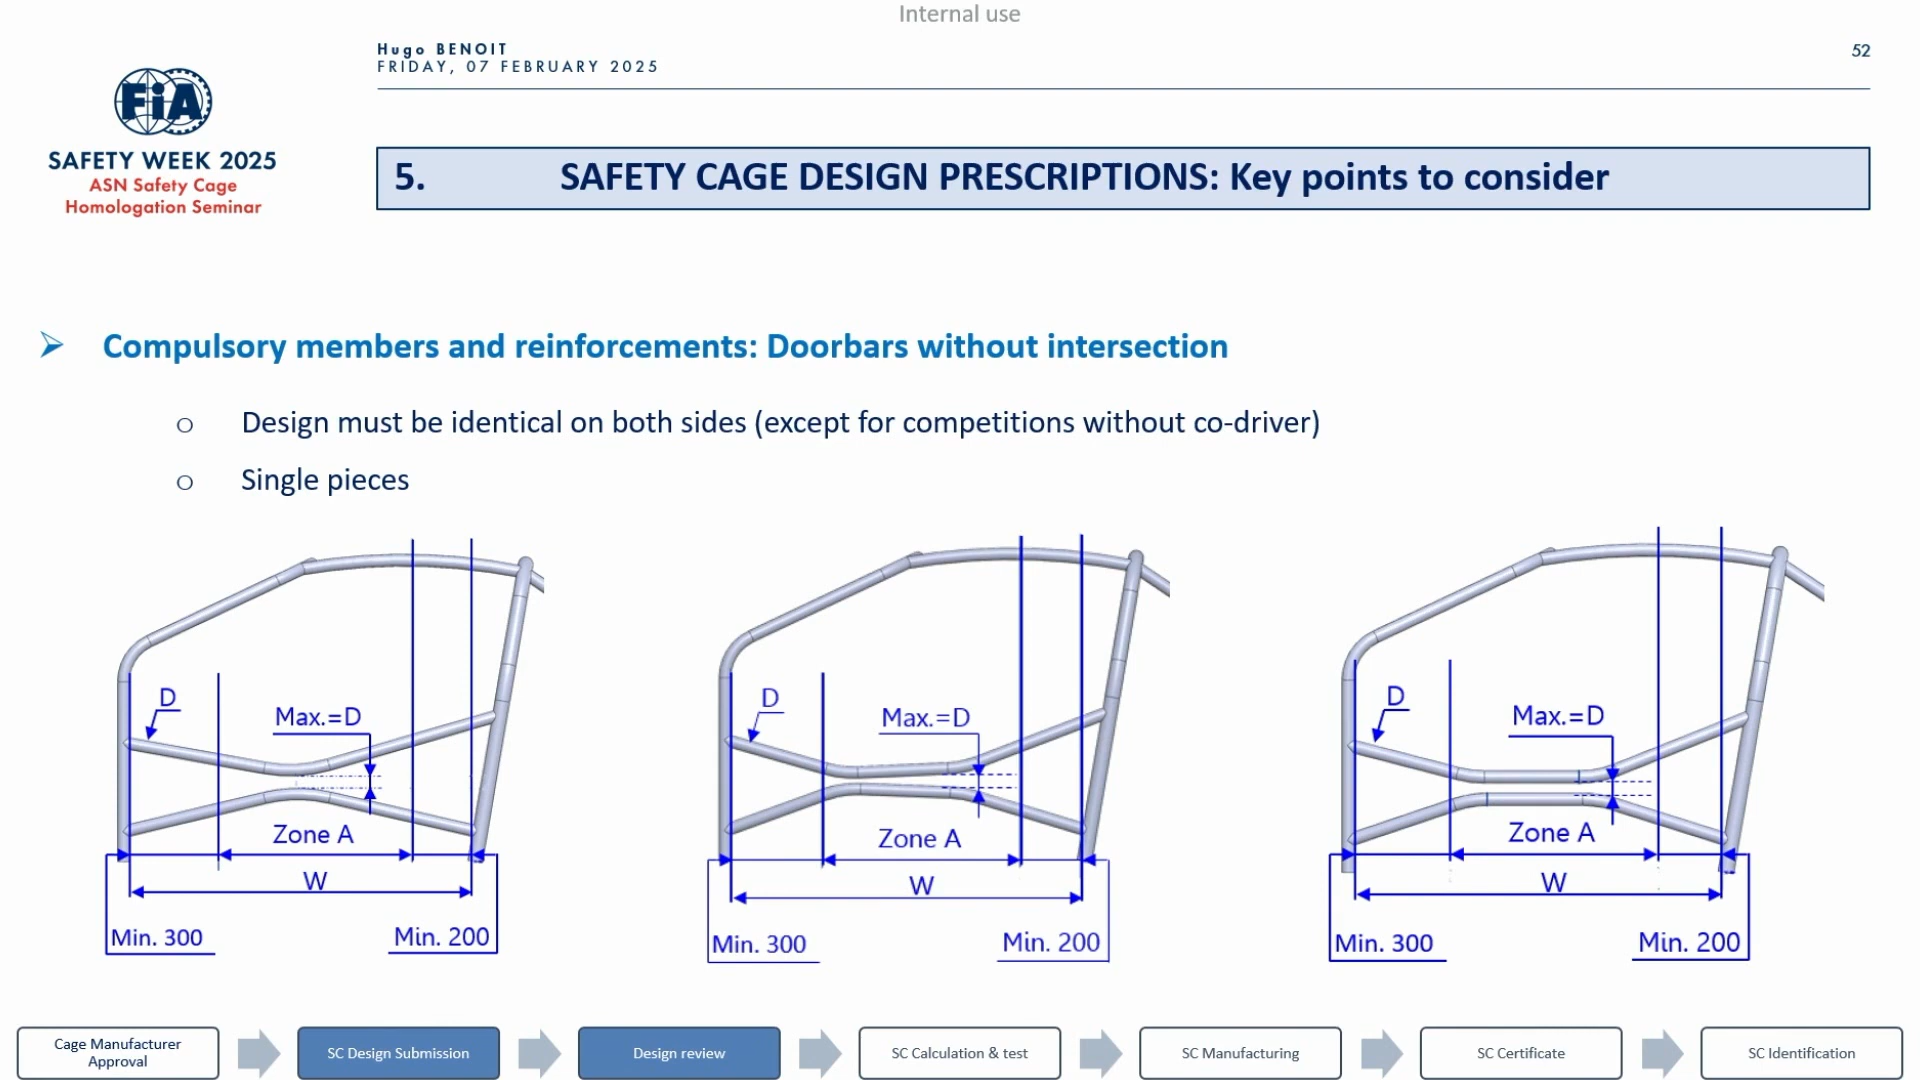 Internal use
Hugo BENOIT
FRIDAY, 07 FEBRUARY 2025
52
FiA
SAFETY WEEK 2025
ASN Safety Cage
Homologation Seminar
5. SAFETY CAGE DESIGN PRESCRIPTIONS: Key points to consider
Compulsory members and reinforcements: Doorbars without intersection
Design must be identical on both sides (except for competitions without co-driver)
Single pieces
D
Max.=D
Zone A
W
Min. 300
Min. 200
D
Max.=D
Zone A
W
Min. 300
Min. 200
D
Max.=D
Zone A
W
Min. 300
Min. 200
Cage Manufacturer
Approval
SC Design Submission
Design review
SC Calculation & test
SC Manufacturing
SC Certificate
SC Identification